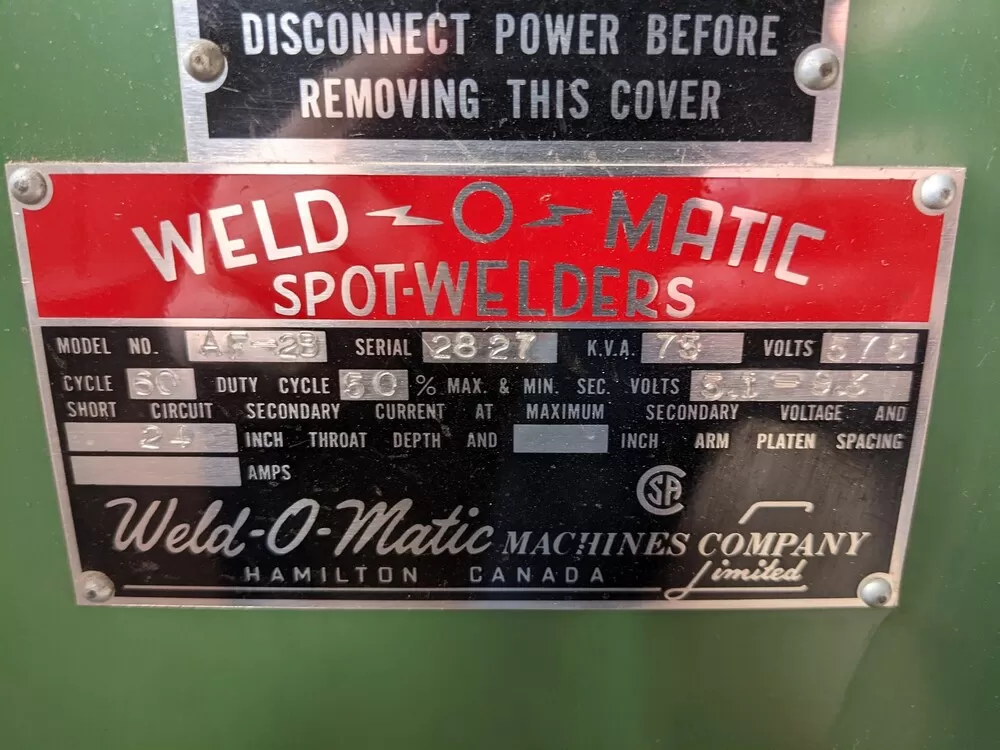 DISCONNECT POWER BEFORE
REMOVING THIS COVER
WELD-O-MATIC
SPOT-WELDERS
MODEL NO. AF-2B SERIAL 2827 K.V.A. 75 VOLTS 575
CYCLE 60 DUTY CYCLE 50 % MAX. & MIN. SEC. VOLTS
SHORT CIRCUIT SECONDARY CURRENT AT MAXIMUM SECONDARY VOLTAGE AND
24 INCH THROAT DEPTH AND INCH ARM PLATEN SPACING
AMPS
CSA
Weld-O-Matic MACHINES COMPANY
HAMILTON CANADA Limited